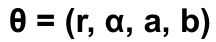 θ = (r, α, a, b)